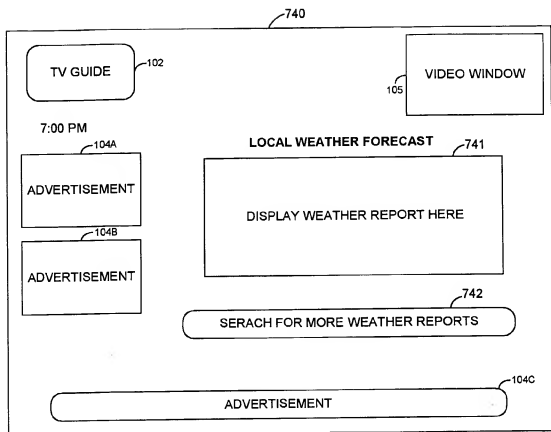 740
TV GUIDE
102
105
VIDEO WINDOW
7:00 PM
LOCAL WEATHER FORECAST
104A
741
ADVERTISEMENT
DISPLAY WEATHER REPORT HERE
104B
ADVERTISEMENT
742
SERACH FOR MORE WEATHER REPORTS
104C
ADVERTISEMENT